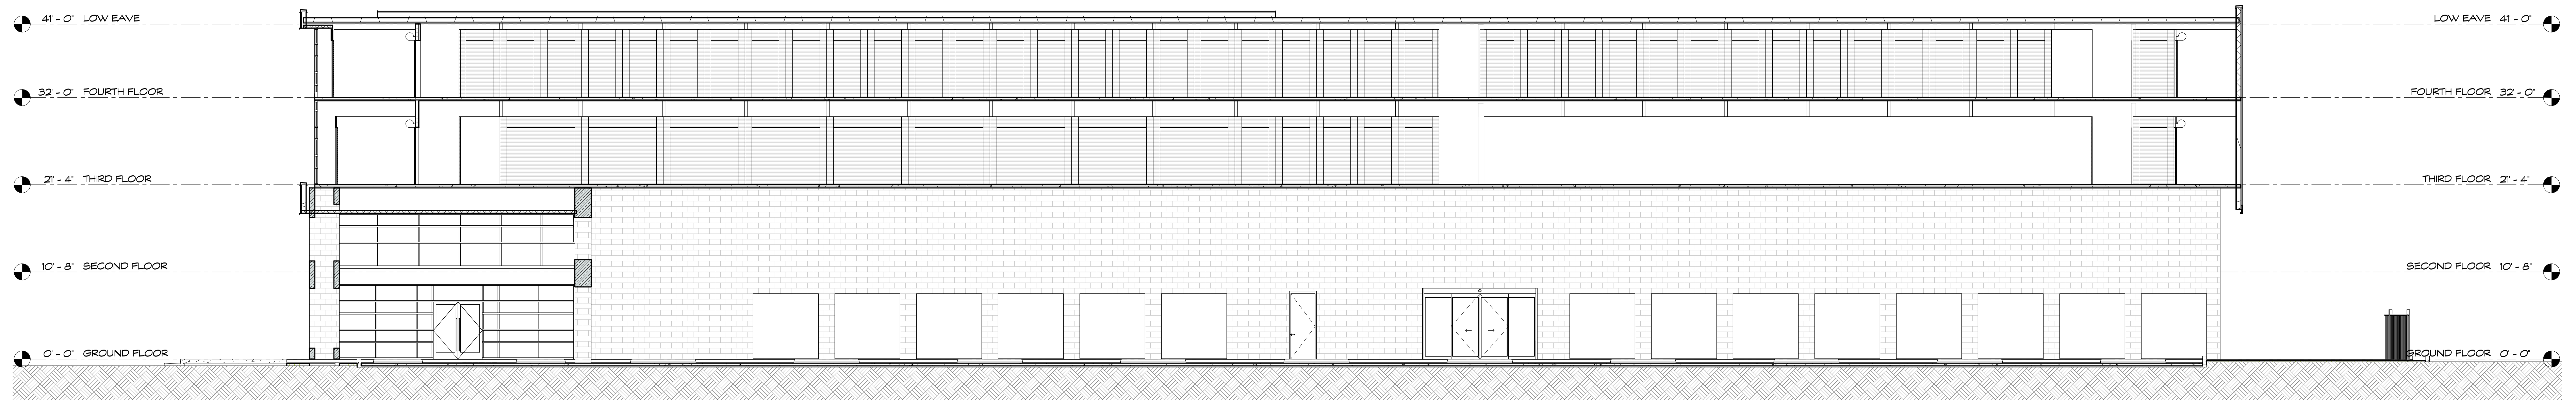 41' - 0" LOW EAVE
LOW EAVE 41' - 0"
32' - 0" FOURTH FLOOR
FOURTH FLOOR 32' - 0"
21' - 4" THIRD FLOOR
THIRD FLOOR 21' - 4"
10' - 8" SECOND FLOOR
SECOND FLOOR 10' - 8"
0' - 0" GROUND FLOOR
GROUND FLOOR 0' - 0"